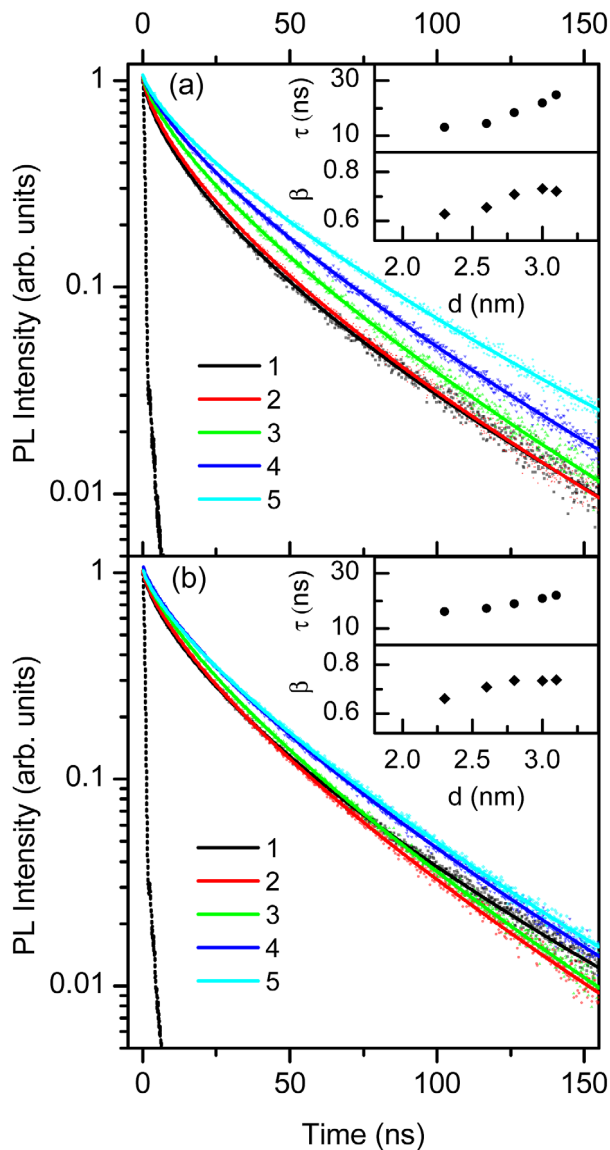 0 50 100 150
(a)
1
0.1
0.01
PL Intensity (arb. units)
1
2
3
4
5
30
10
τ (ns)
0.8
0.6
β
2.0 2.5 3.0
d (nm)
(b)
1
0.1
0.01
PL Intensity (arb. units)
1
2
3
4
5
30
10
τ (ns)
0.8
0.6
β
2.0 2.5 3.0
d (nm)
0 50 100 150
Time (ns)